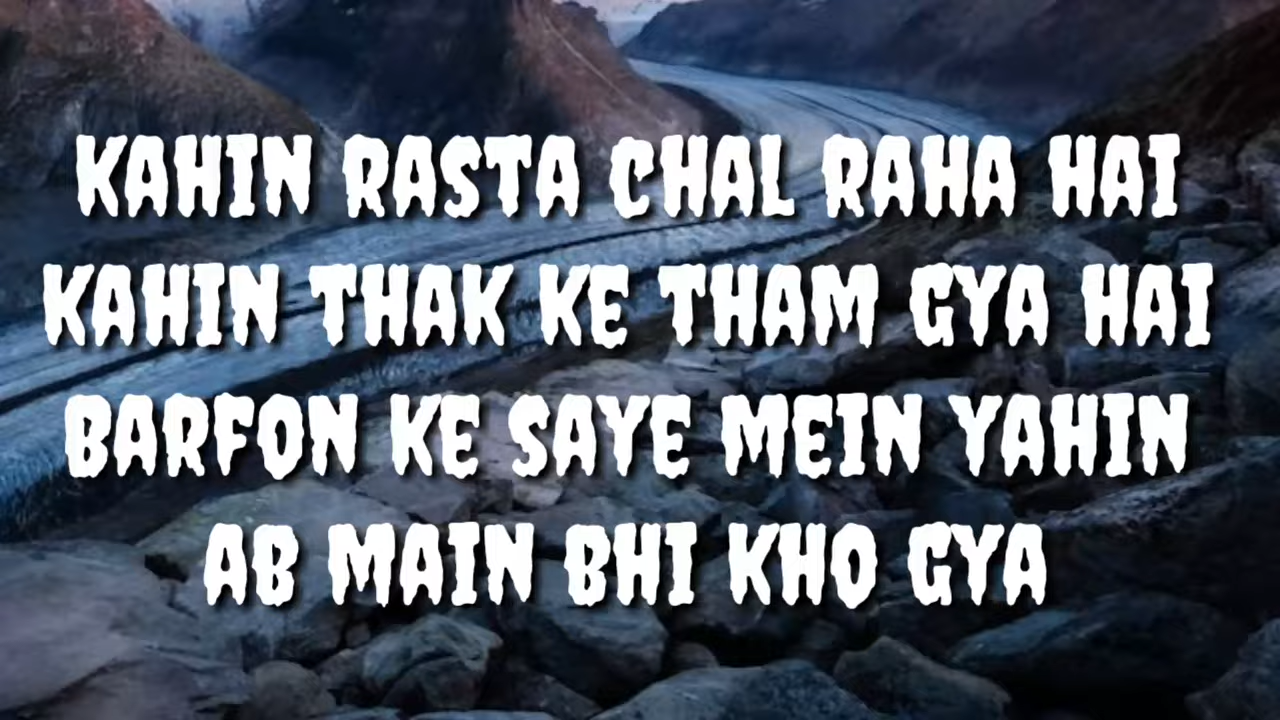 KAHIN RASTA CHAL RAHA HAI
KAHIN THAK KE THAM GYA HAI
BARFON KE SAYE MEIN YAHIN
AB MAIN BHI KHO GYA